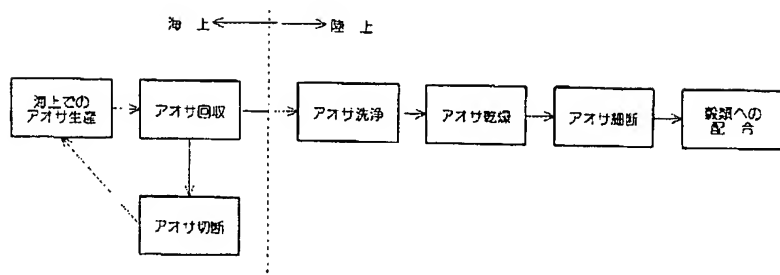 海 上
陸 上
海上での
アオサ生産
アオサ回収
アオサ洗浄
アオサ乾燥
アオサ細断
穀類への
配 合
アオサ切断